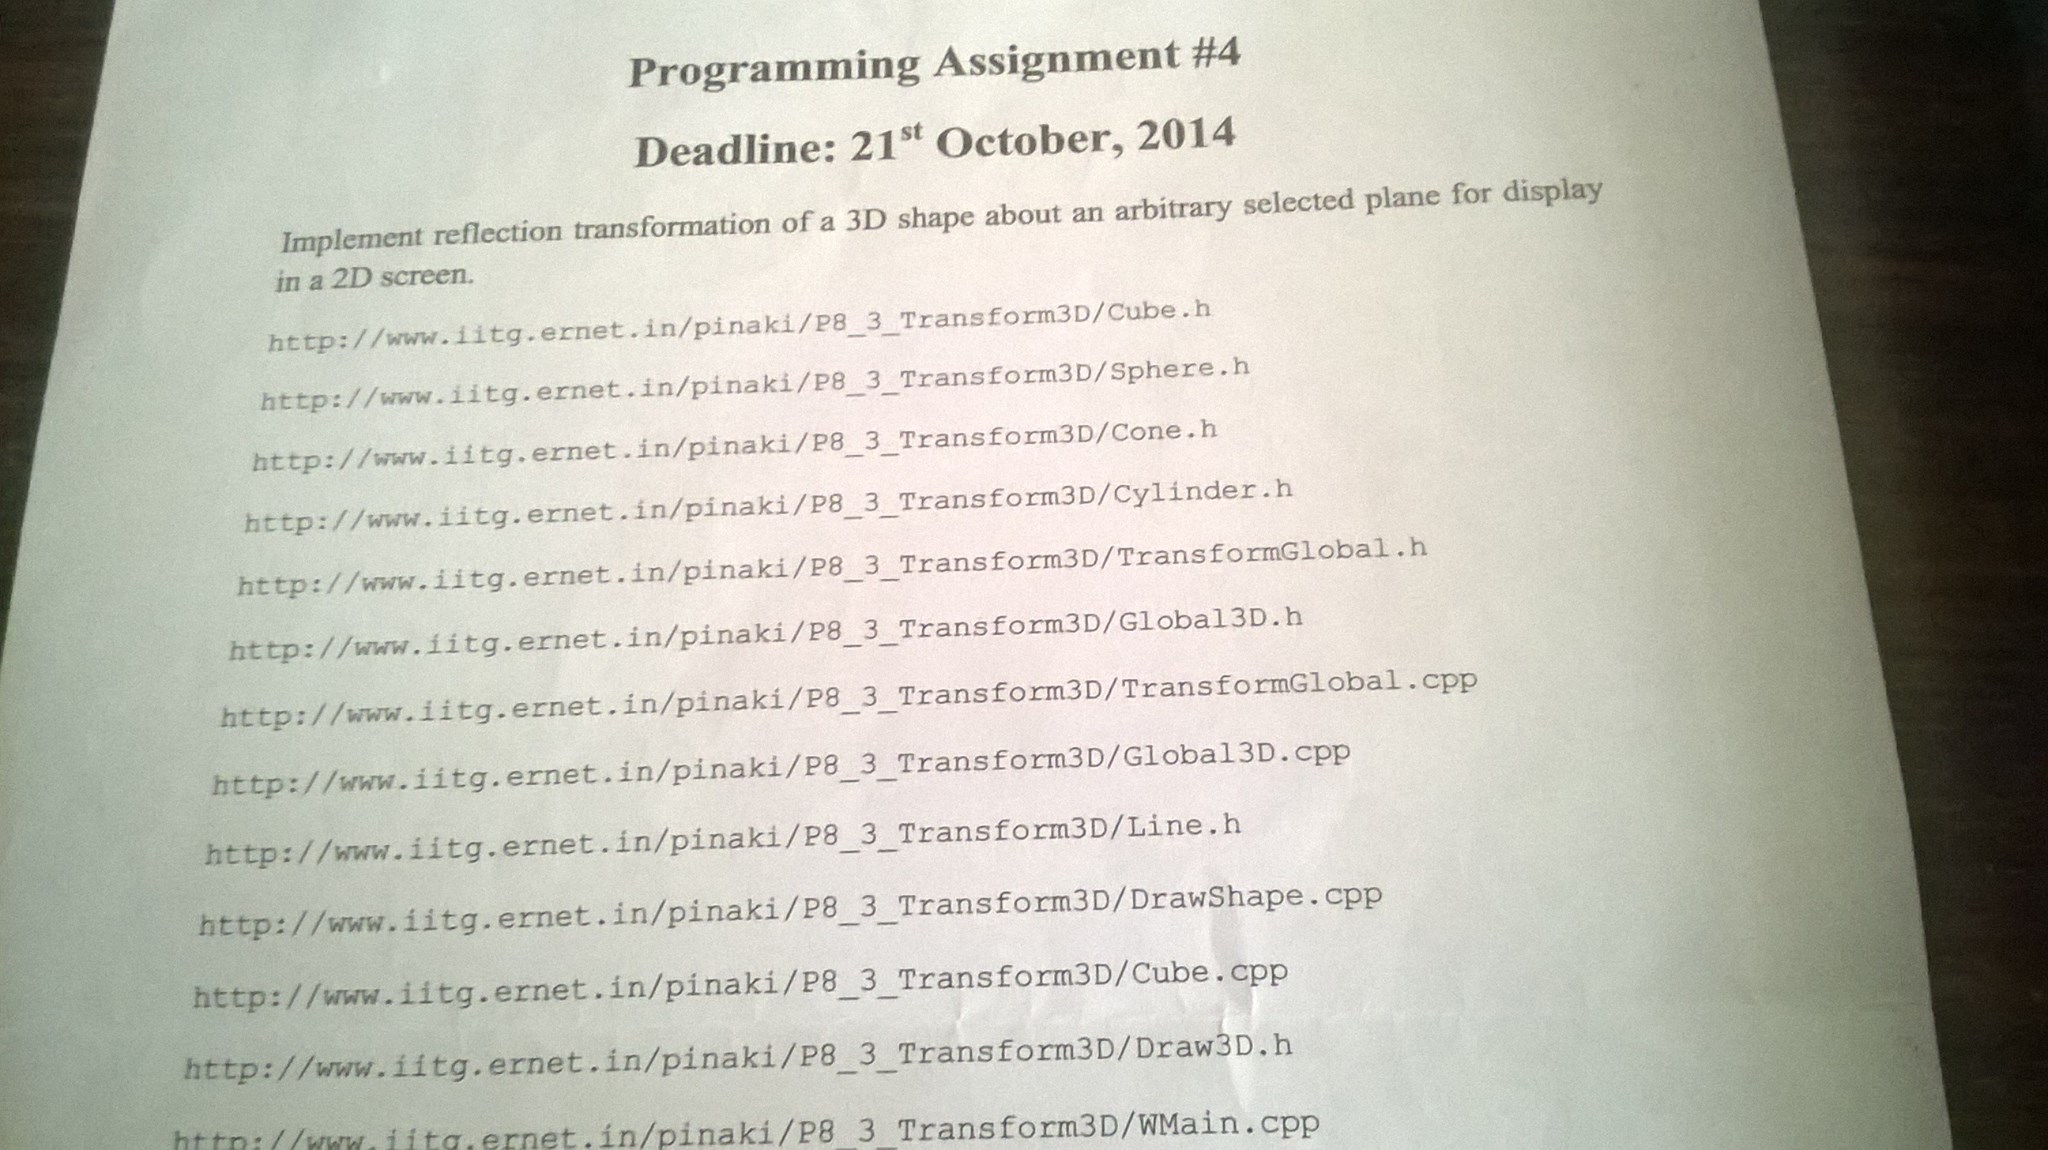 Programming Assignment #4
Deadline: 21st October, 2014
Implement reflection transformation of a 3D shape about an arbitrary selected plane for display
in a 2D screen.
http://www.iitg.ernet.in/pinaki/P8_3_Transform3D/Cube.h
http://www.iitg.ernet.in/pinaki/P8_3_Transform3D/Sphere.h
http://www.iitg.ernet.in/pinaki/P8_3_Transform3D/Cone.h
http://www.iitg.ernet.in/pinaki/P8_3_Transform3D/Cylinder.h
http://www.iitg.ernet.in/pinaki/P8_3_Transform3D/TransformGlobal.h
http://www.iitg.ernet.in/pinaki/P8_3_Transform3D/Global3D.h
http://www.iitg.ernet.in/pinaki/P8_3_Transform3D/TransformGlobal.cpp
http://www.iitg.ernet.in/pinaki/P8_3_Transform3D/Global3D.cpp
http://www.iitg.ernet.in/pinaki/P8_3_Transform3D/Line.h
http://www.iitg.ernet.in/pinaki/P8_3_Transform3D/DrawShape.cpp
http://www.iitg.ernet.in/pinaki/P8_3_Transform3D/Cube.cpp
http://www.iitg.ernet.in/pinaki/P8_3_Transform3D/Draw3D.h
http://www.iitg.ernet.in/pinaki/P8_3_Transform3D/WMain.cpp